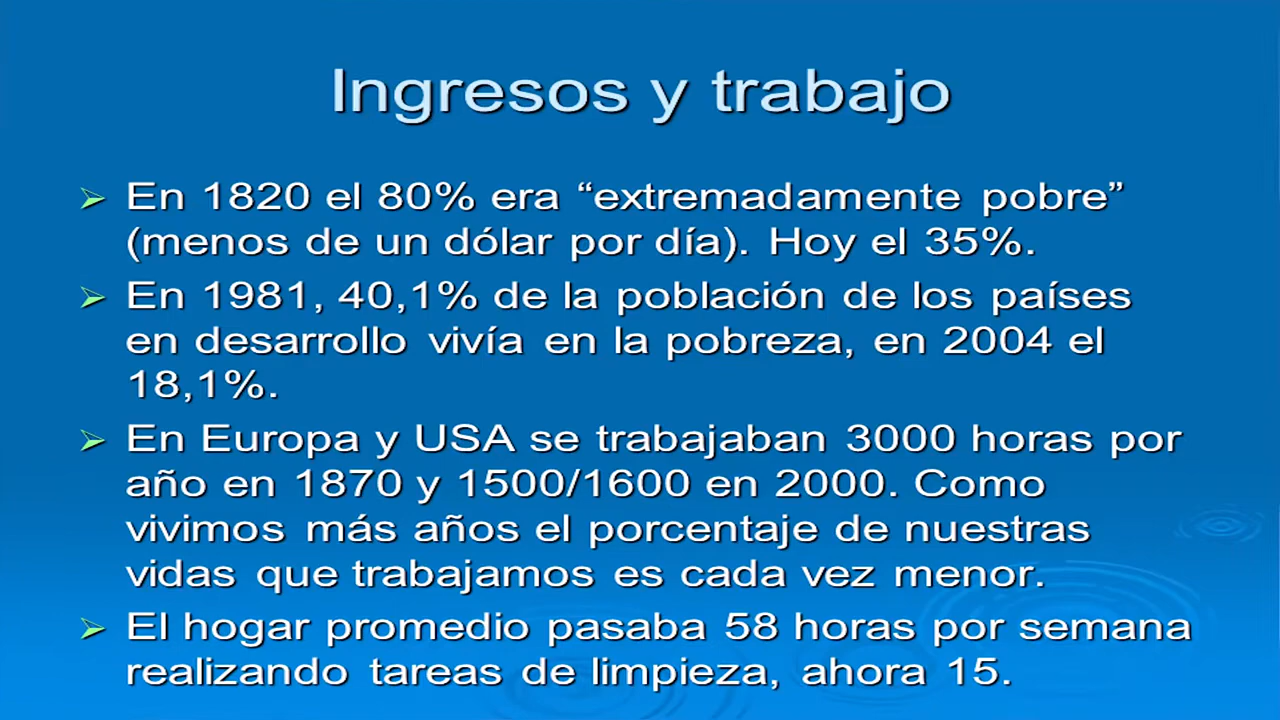 Ingresos y trabajo
En 1820 el 80% era “extremadamente pobre”
(menos de un dólar por día). Hoy el 35%.
En 1981, 40,1% de la población de los países
en desarrollo vivía en la pobreza, en 2004 el
18,1%.
En Europa y USA se trabajaban 3000 horas por
año en 1870 y 1500/1600 en 2000. Como
vivimos más años el porcentaje de nuestras
vidas que trabajamos es cada vez menor.
El hogar promedio pasaba 58 horas por semana
realizando tareas de limpieza, ahora 15.